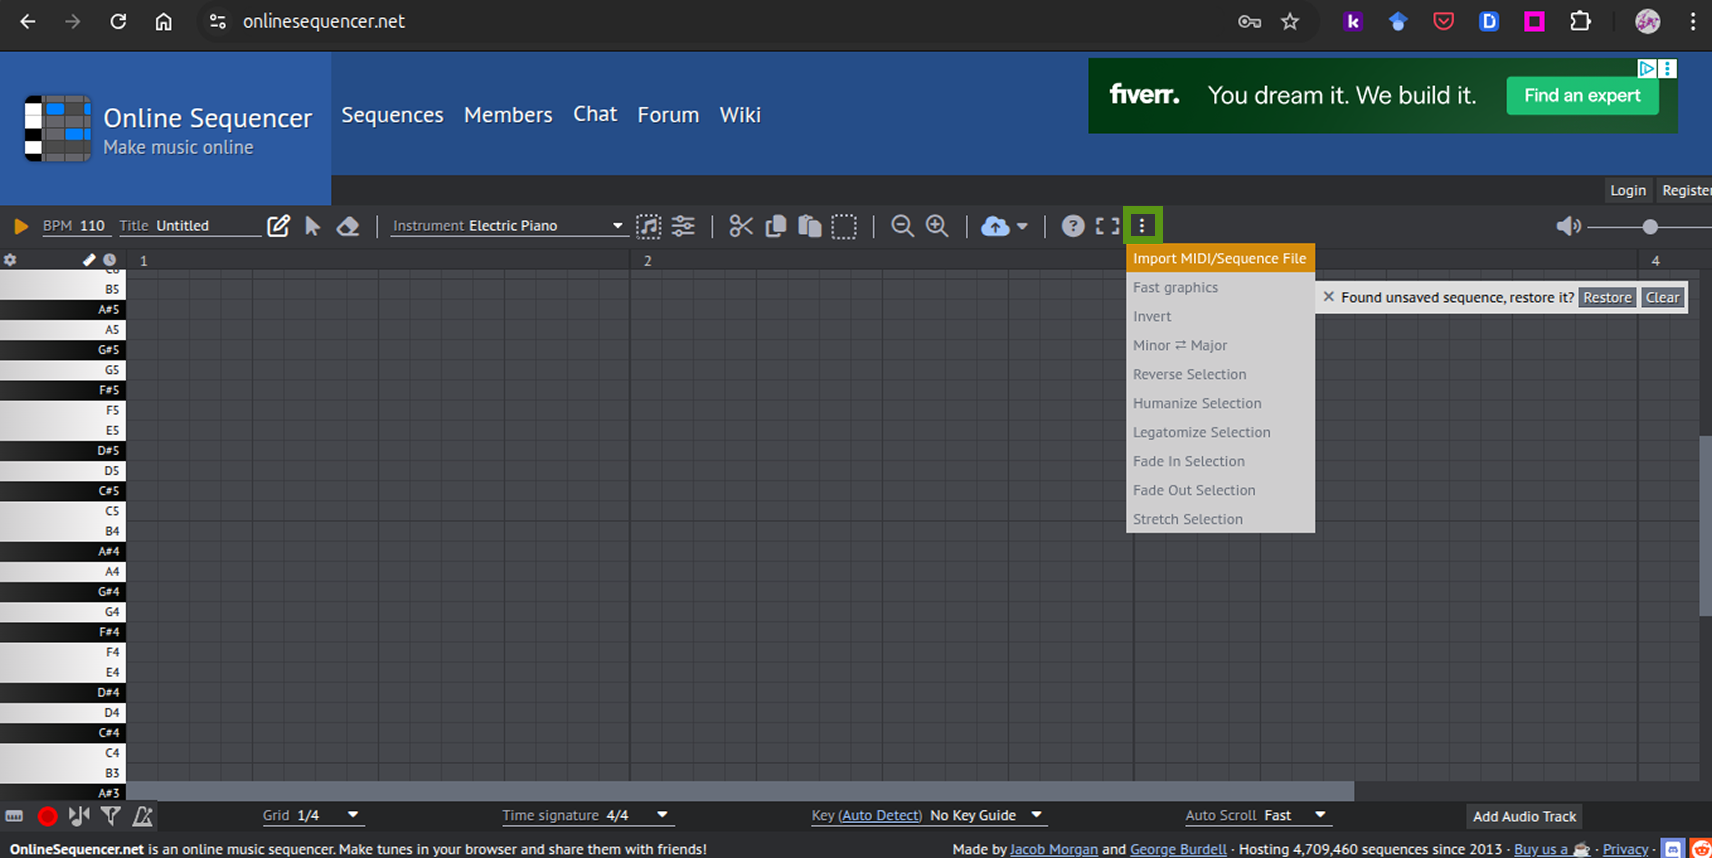 onlinesequencer.net
Online Sequencer
Make music online
Sequences Members Chat Forum Wiki
fiverr. You dream it. We build it. Find an expert
Login Register
BPM 110 Title Untitled Instrument Electric Piano
1 2 4
Import MIDI/Sequence File
Fast graphics
Invert
Minor ⇄ Major
Reverse Selection
Humanize Selection
Legatomize Selection
Fade In Selection
Fade Out Selection
Stretch Selection
Found unsaved sequence, restore it? Restore Clear
C6
B5
A#5
A5
G#5
G5
F#5
F5
E5
D#5
D5
C#5
C5
B4
A#4
A4
G#4
G4
F#4
F4
E4
D#4
D4
C#4
C4
B3
A#3
Grid 1/4 Time signature 4/4 Key (Auto Detect) No Key Guide Auto Scroll Fast Add Audio Track
OnlineSequencer.net is an online music sequencer. Make tunes in your browser and share them with friends! Made by Jacob Morgan and George Burdell · Hosting 4,709,460 sequences since 2013 · Buy us a ☕ · Privacy ·